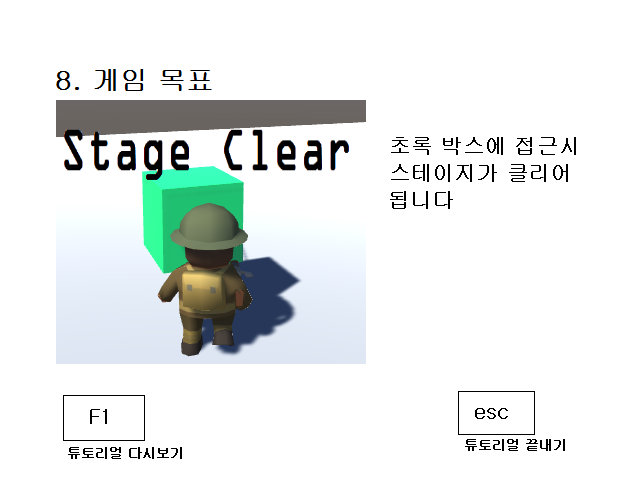 8. 게임 목표
Stage Clear
초록 박스에 접근시
스테이지가 클리어
됩니다
F1
튜토리얼 다시보기
esc
튜토리얼 끝내기